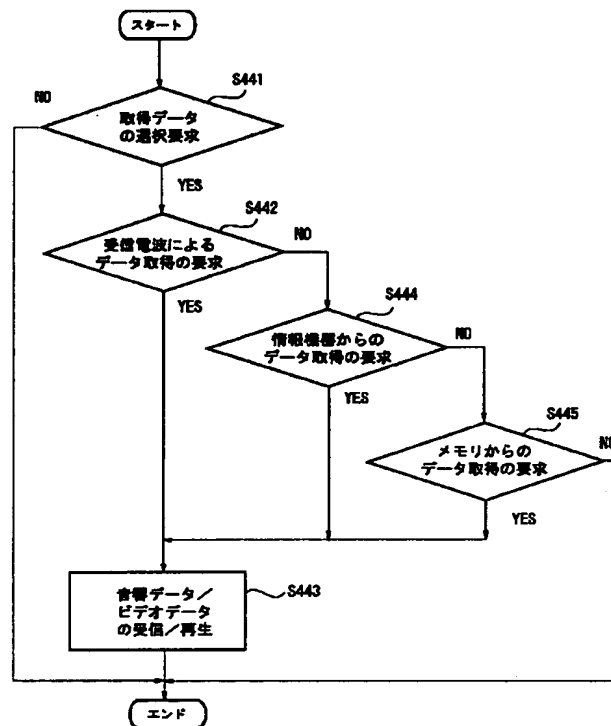 スタート
S441
NO
取得データ
の選択要求
YES
S442
NO
受信電波による
データ取得の要求
YES
S444
NO
情報機器からの
データ取得の要求
YES
S445
NO
メモリからの
データ取得の要求
YES
S443
音響データ/
ビデオデータ
の受信/再生
エンド